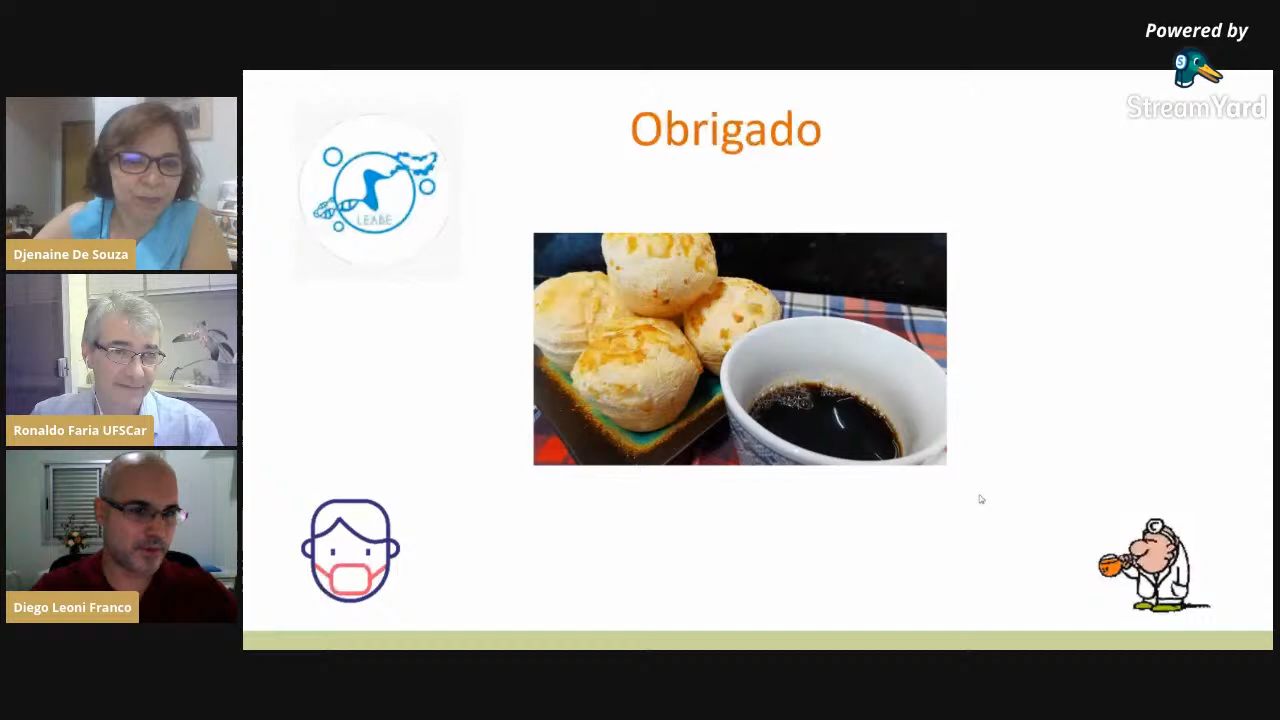 Powered by
StreamYard
Obrigado
LEABE
Djenaine De Souza
Ronaldo Faria UFSCar
Diego Leoni Franco